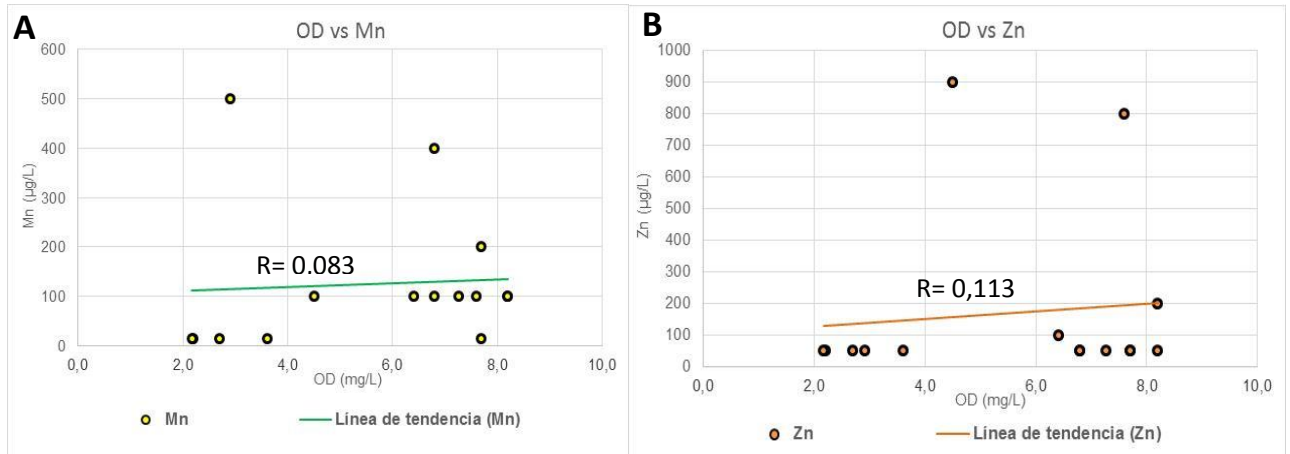 A
OD vs Mn
600
500
400
300
200
100
0
Mn (µg/L)
R= 0.083
0,0 2,0 4,0 6,0 8,0 10,0
OD (mg/L)
Mn Línea de tendencia (Mn)
B
OD vs Zn
1000
900
800
700
600
500
400
300
200
100
0
Zn (µg/L)
R= 0,113
0,0 2,0 4,0 6,0 8,0 10,0
OD (mg/L)
Zn Línea de tendencia (Zn)